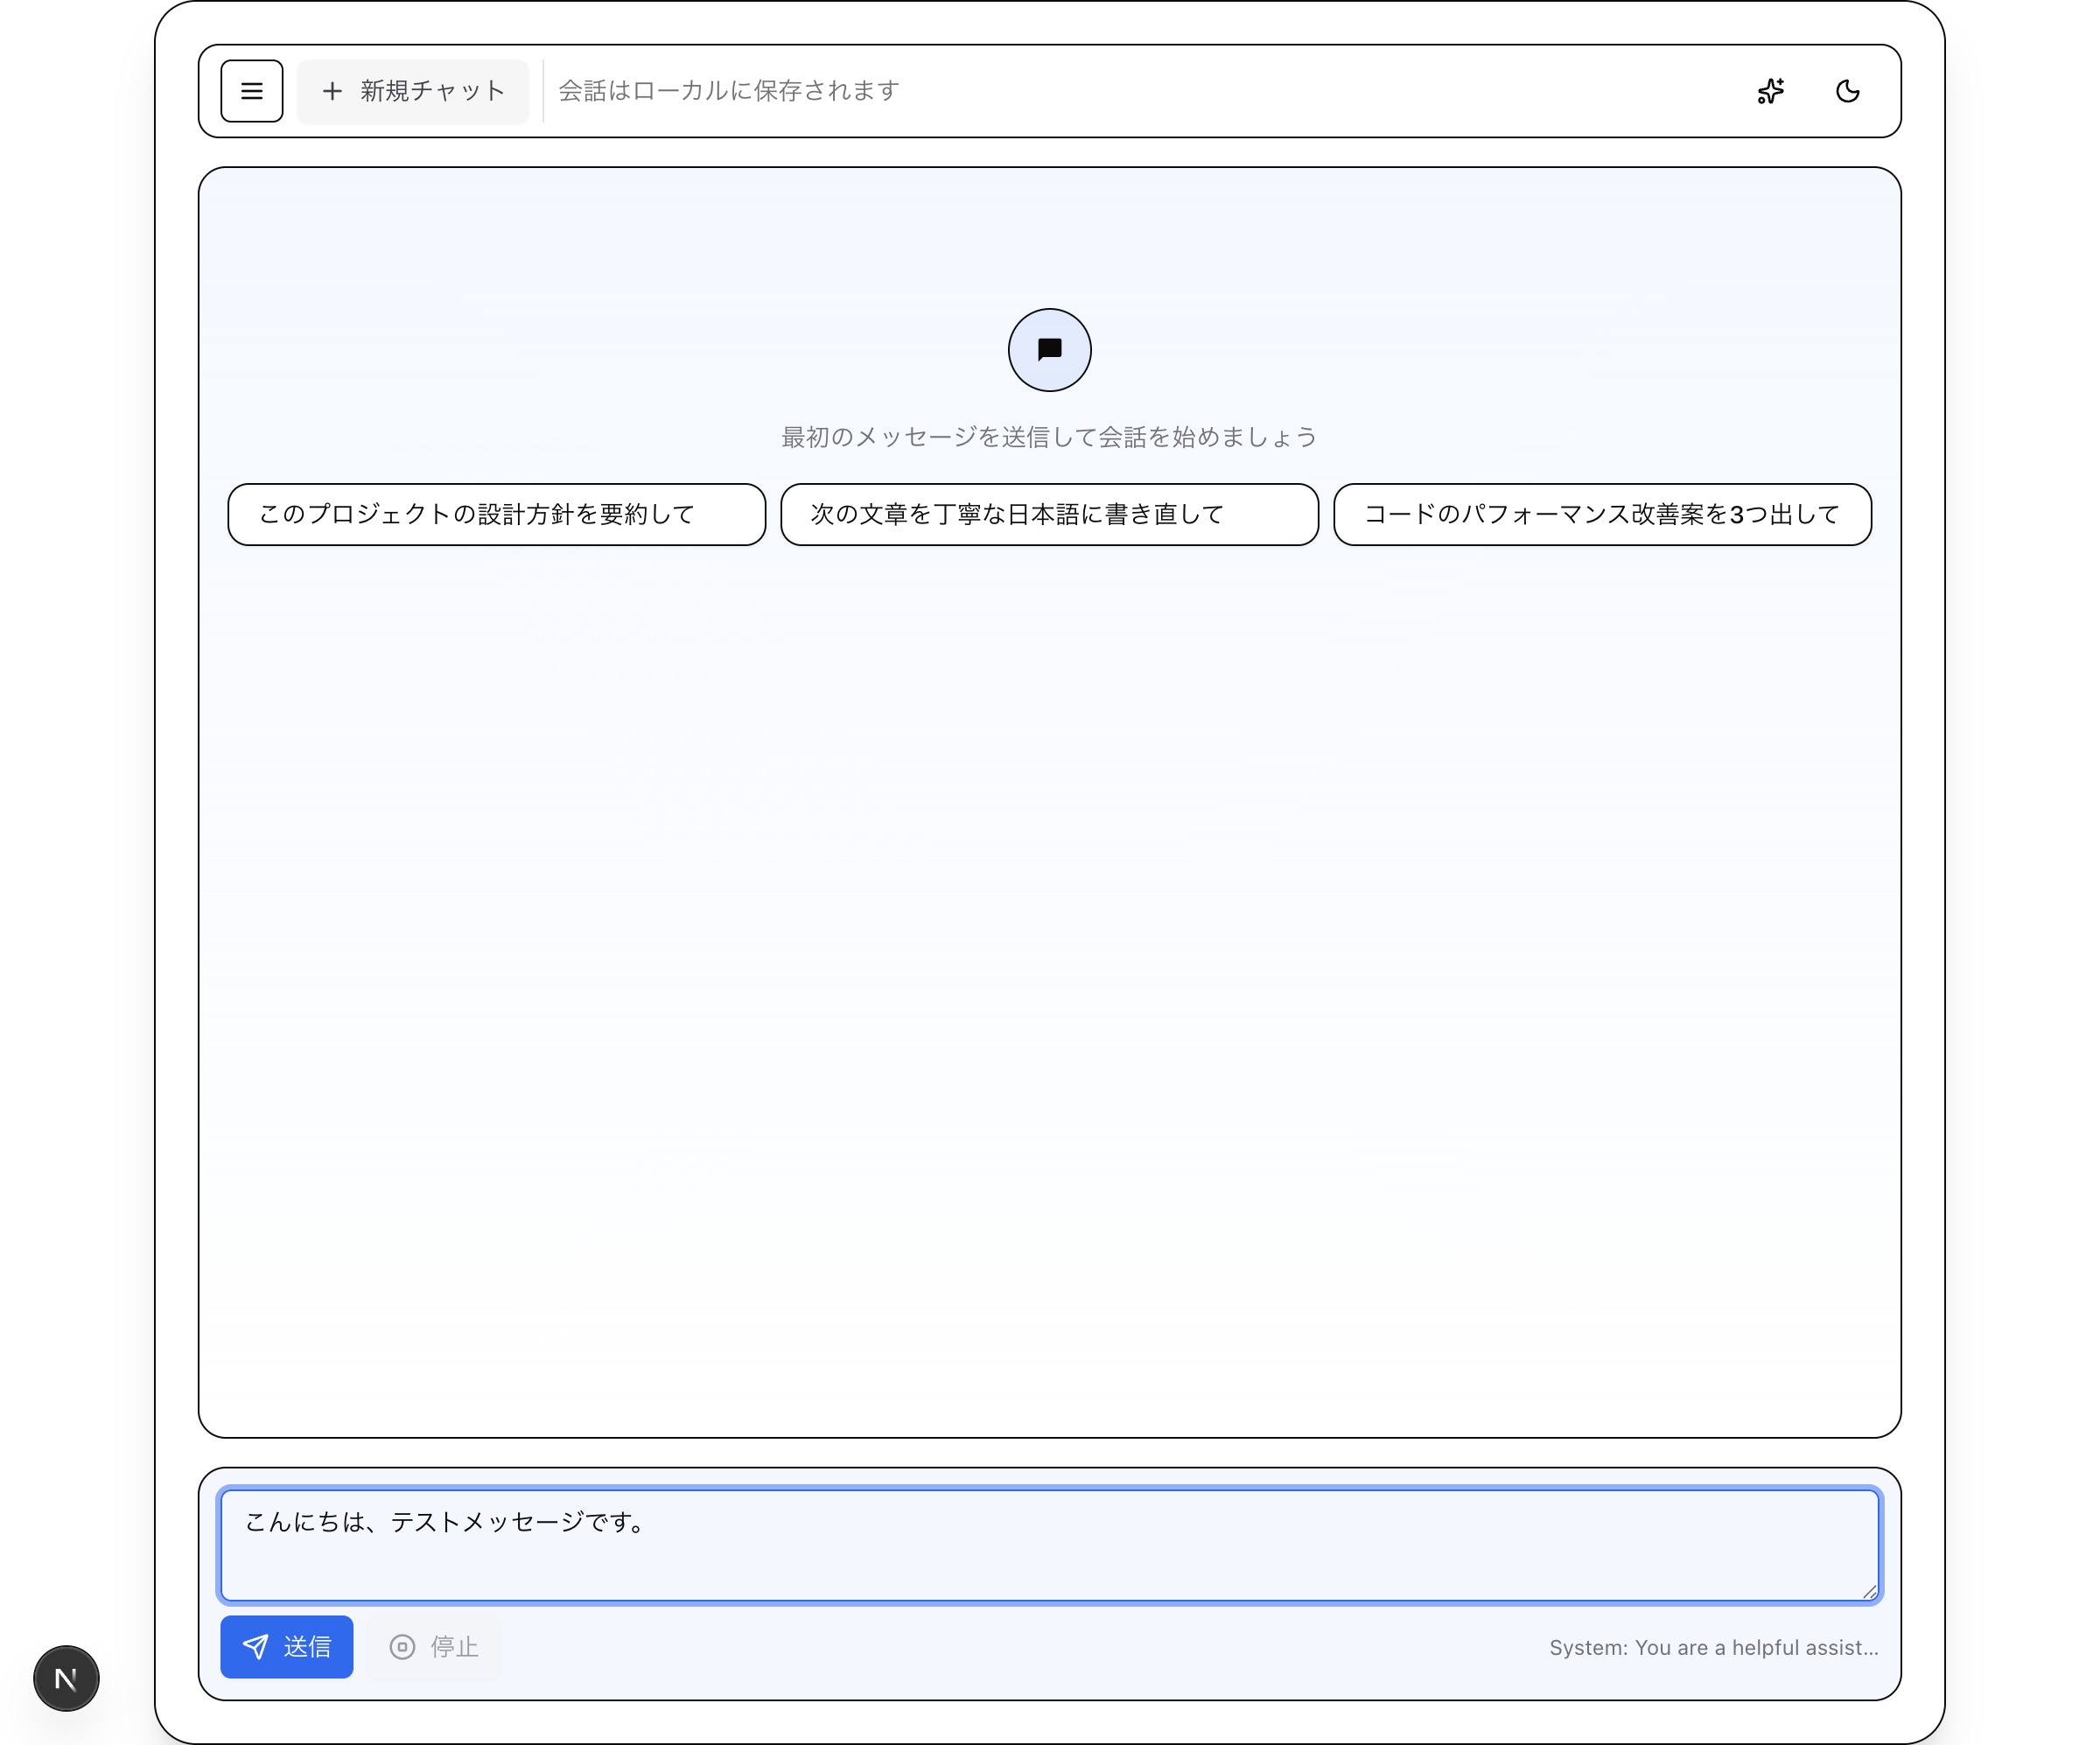 新規チャット
会話はローカルに保存されます
最初のメッセージを送信して会話を始めましょう
このプロジェクトの設計方針を要約して
次の文章を丁寧な日本語に書き直して
コードのパフォーマンス改善案を3つ出して
こんにちは、テストメッセージです。
送信
停止
System: You are a helpful assist...
N